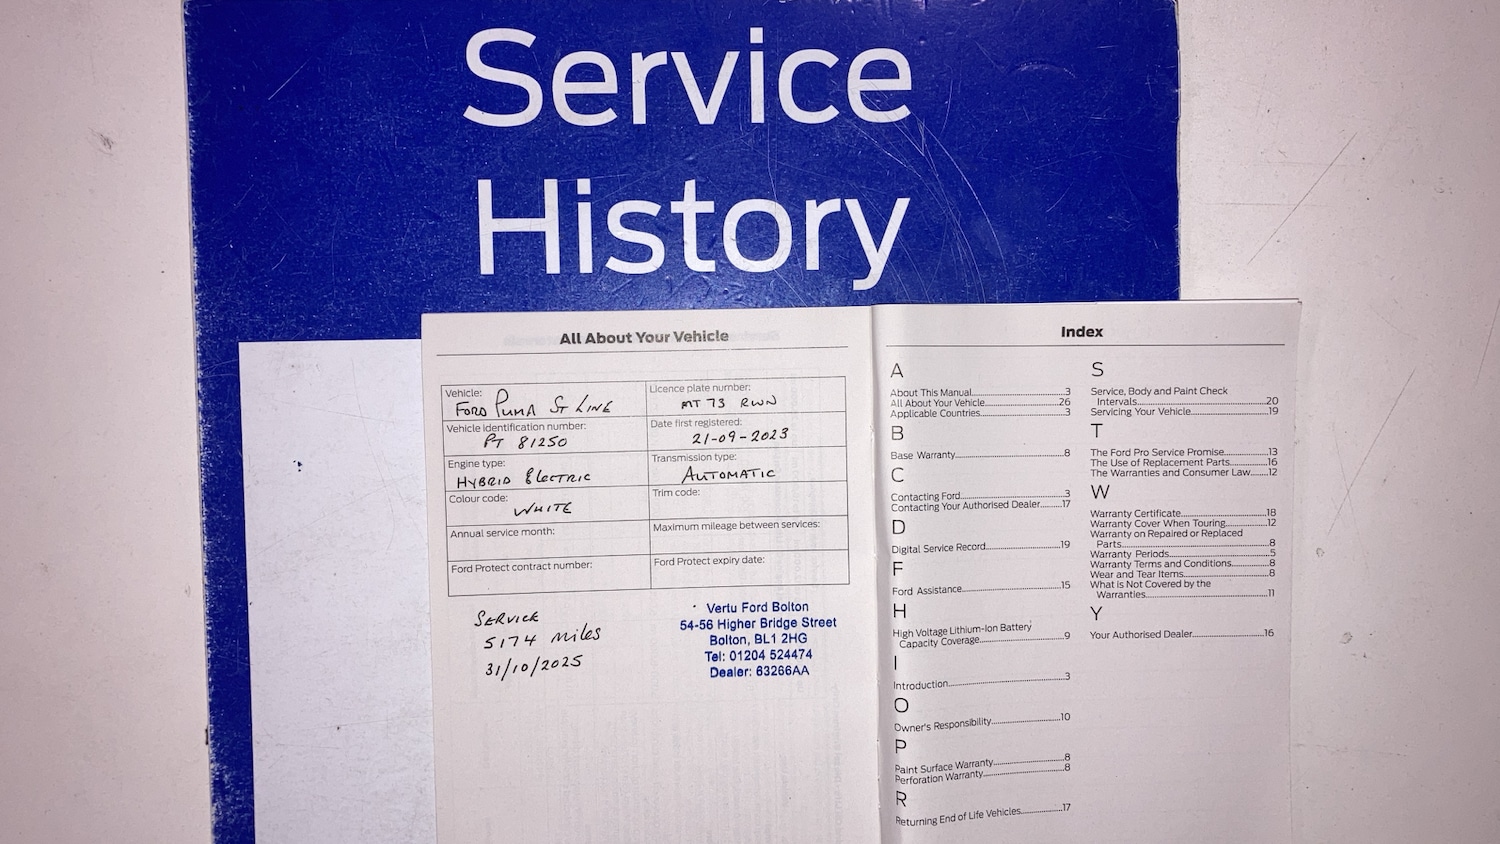 Service
History
All About Your Vehicle
Vehicle: FORD PUMA ST LINE
Licence plate number: MT 73 RWN
Vehicle identification number: PT 81250
Date first registered: 21-09-2023
Engine type: HYBRID ELECTRIC
Transmission type: AUTOMATIC
Colour code: WHITE
Trim code:
Annual service month:
Maximum mileage between services:
Ford Protect contract number:
Ford Protect expiry date:
SERVICE
5174 MILES
31/10/2025
Vertu Ford Bolton
54-56 Higher Bridge Street
Bolton, BL1 2HG
Tel: 01204 524474
Dealer: 63266AA
Index
A
About This Manual....................3
All About Your Vehicle....................26
Applicable Countries....................3
B
Base Warranty....................8
C
Contacting Ford....................3
Contacting Your Authorised Dealer....................17
D
Digital Service Record....................19
F
Ford Assistance....................15
H
High Voltage Lithium-Ion Battery
Capacity Coverage....................9
I
Introduction....................3
O
Owner's Responsibility....................10
P
Paint Surface Warranty....................8
Perforation Warranty....................8
R
Returning End of Life Vehicles....................17
S
Service, Body and Paint Check
Intervals....................20
Servicing Your Vehicle....................19
T
The Ford Pro Service Promise....................13
The Use of Replacement Parts....................16
The Warranties and Consumer Law....................12
W
Warranty Certificate....................18
Warranty Cover When Touring....................12
Warranty on Repaired or Replaced
Parts....................8
Warranty Periods....................5
Warranty Terms and Conditions....................8
Wear and Tear Items....................8
What is Not Covered by the
Warranties....................11
Y
Your Authorised Dealer....................16